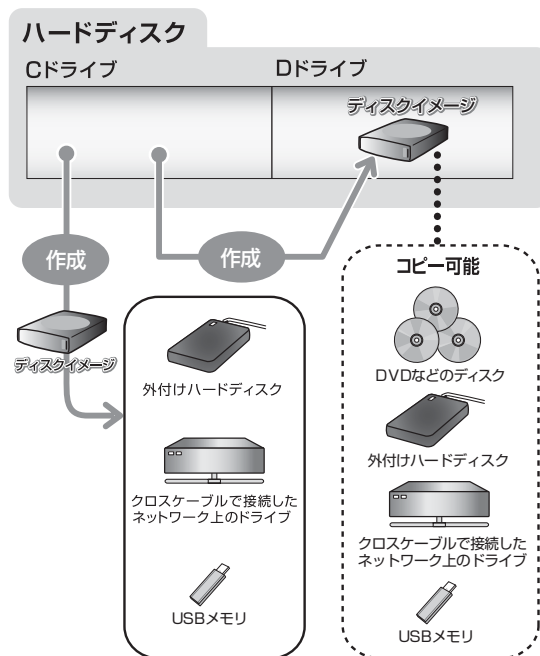 ハードディスク
Cドライブ
Dドライブ
ディスクイメージ
作成
作成
コピー可能
ディスクイメージ
外付けハードディスク
クロスケーブルで接続した
ネットワーク上のドライブ
USBメモリ
DVDなどのディスク
外付けハードディスク
クロスケーブルで接続した
ネットワーク上のドライブ
USBメモリ